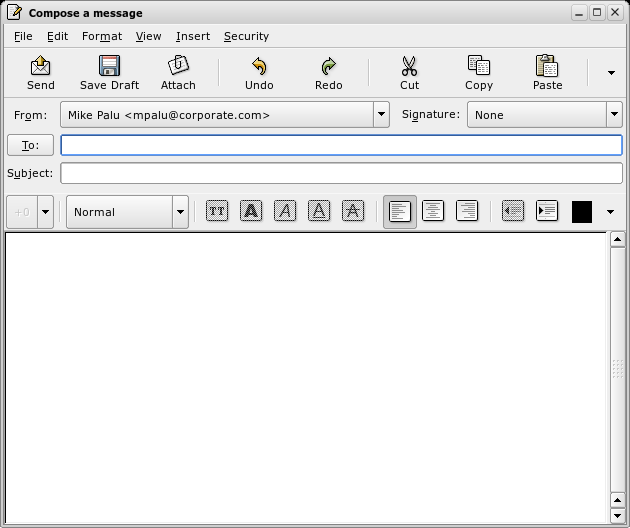 Compose a message
File Edit Format View Insert Security
Send Save Draft Attach Undo Redo Cut Copy Paste
From: Mike Palu <mpalu@corporate.com> Signature: None
To:
Subject:
+0 Normal TT A A A A